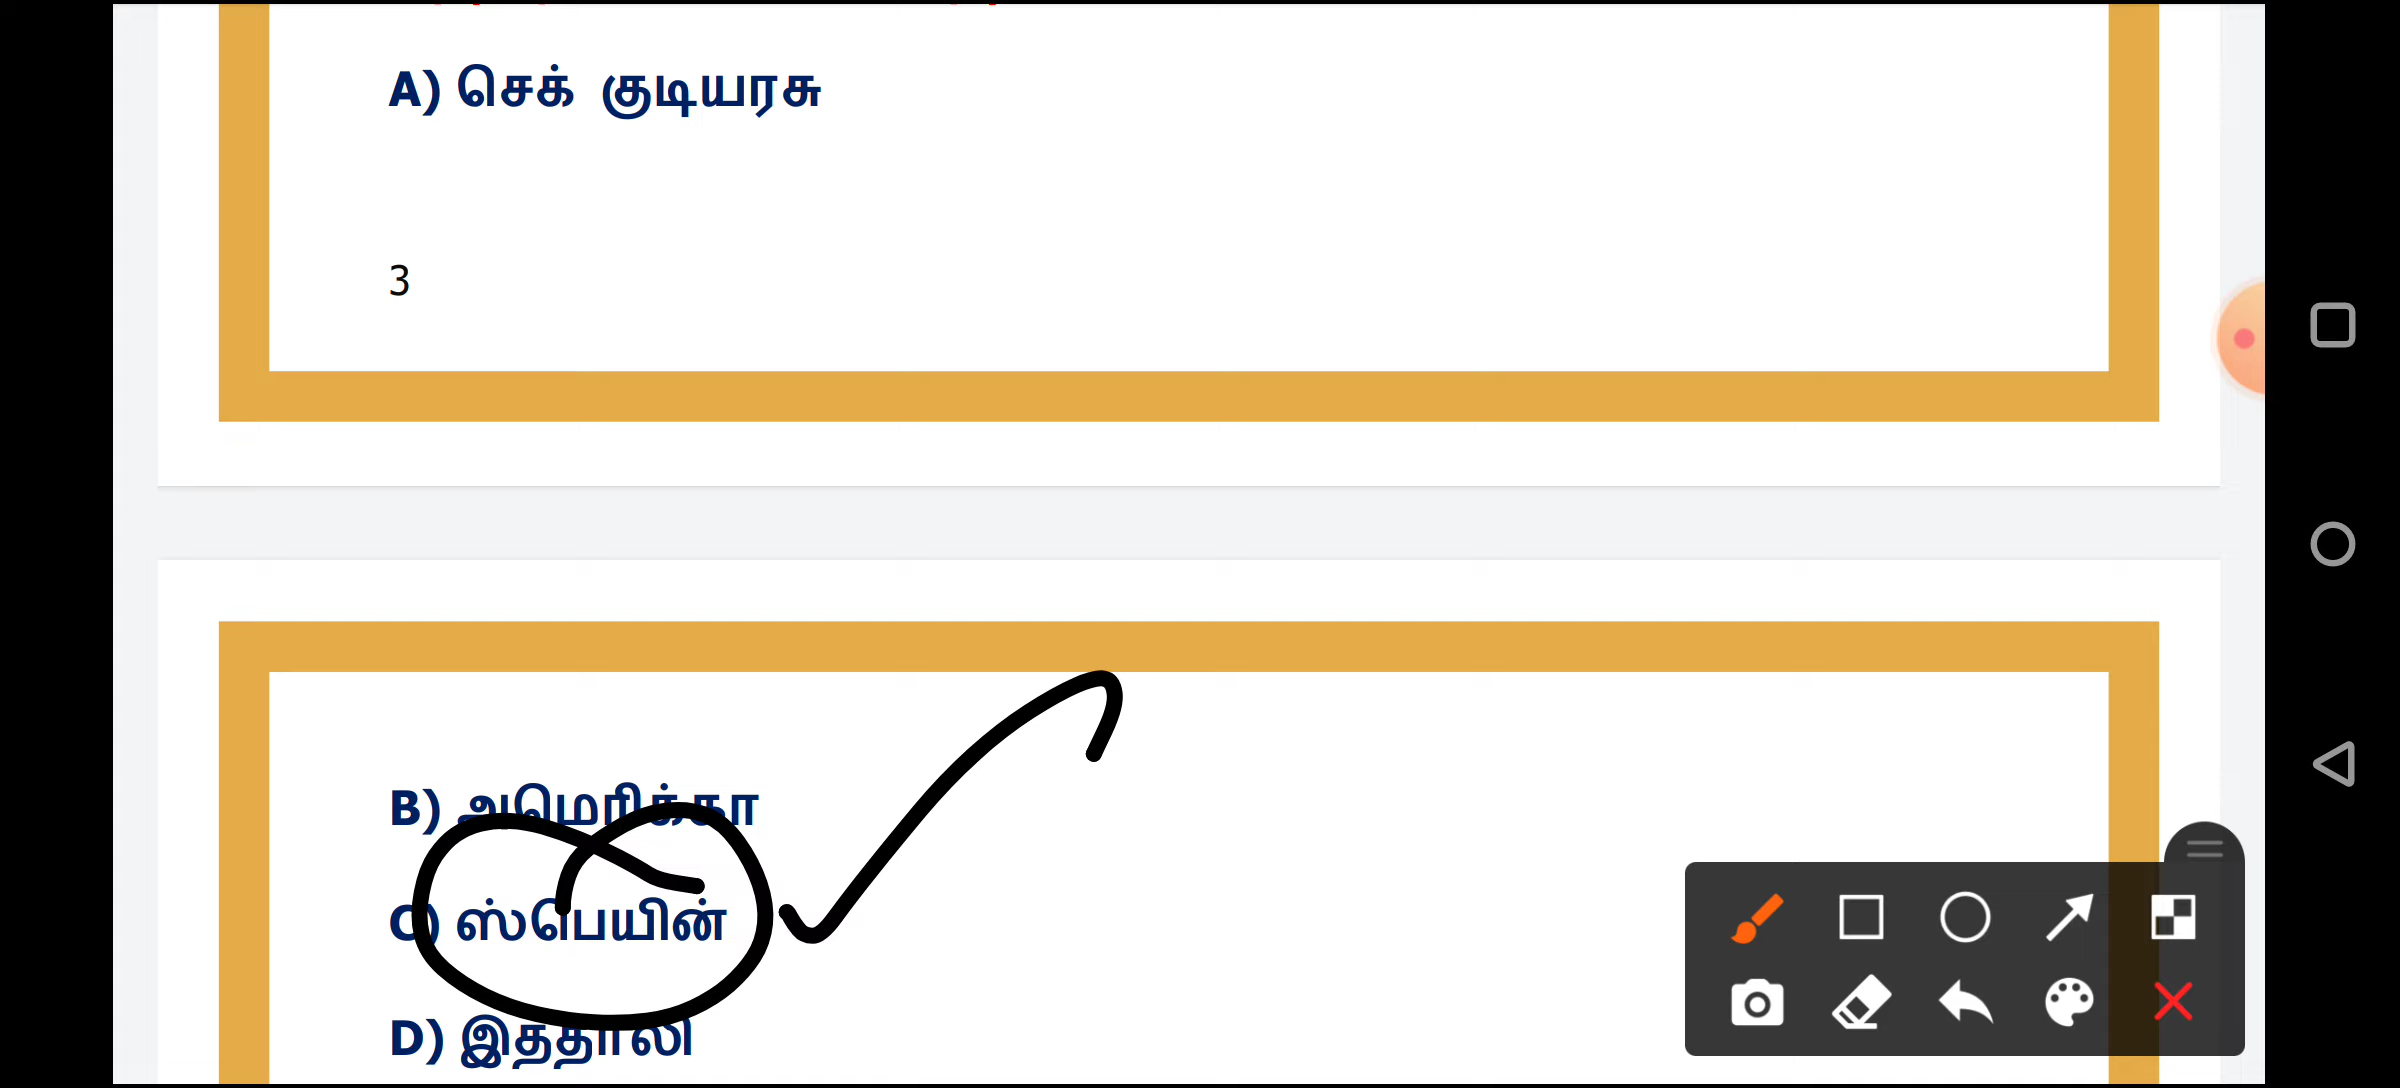 A) செக் குடியரசு
3
B) அமெரிக்கா
C) ஸ்பெயின்
D) இத்தாலி